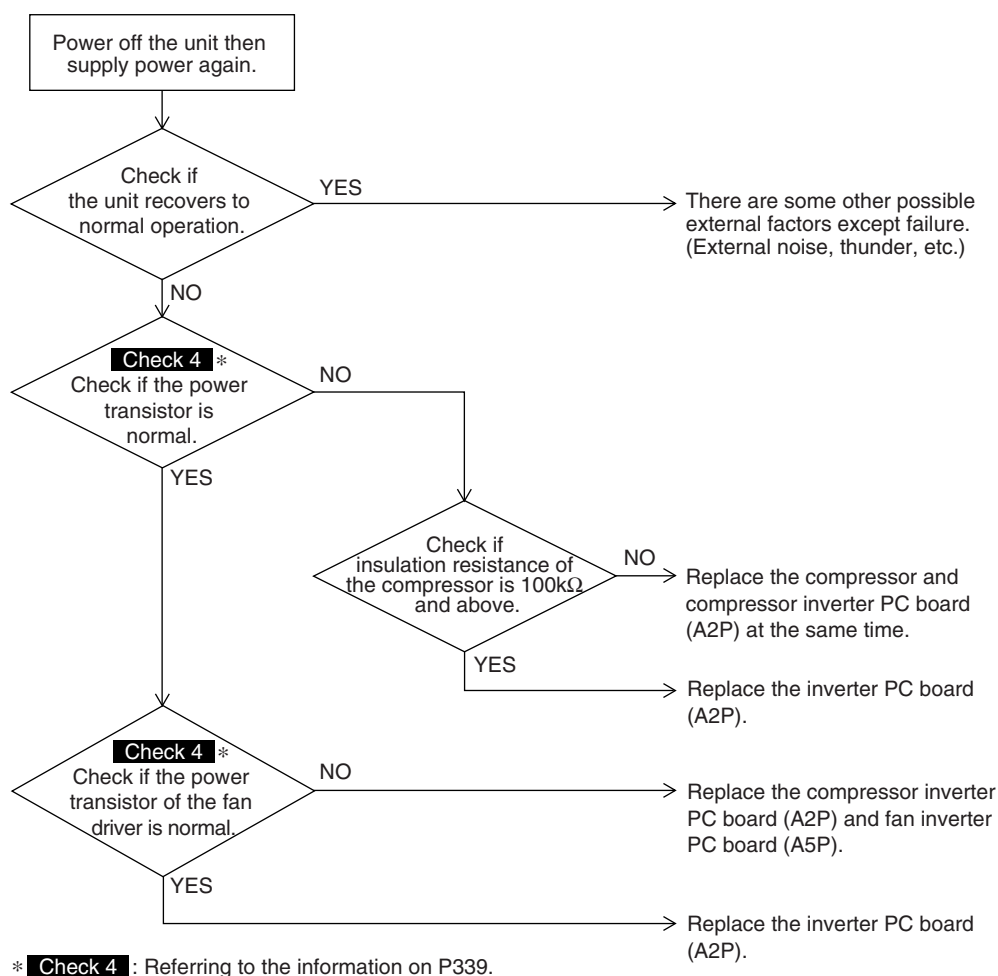 Power off the unit then
supply power again.
Check if
the unit recovers to
normal operation.
YES
There are some other possible
external factors except failure.
(External noise, thunder, etc.)
NO
Check 4 *
Check if the power
transistor is
normal.
NO
YES
Check if
insulation resistance of
the compressor is 100kΩ
and above.
NO
Replace the compressor and
compressor inverter PC board
(A2P) at the same time.
YES
Replace the inverter PC board
(A2P).
Check 4 *
Check if the power
transistor of the fan
driver is normal.
NO
Replace the compressor inverter
PC board (A2P) and fan inverter
PC board (A5P).
YES
Replace the inverter PC board
(A2P).
* Check 4 : Referring to the information on P339.